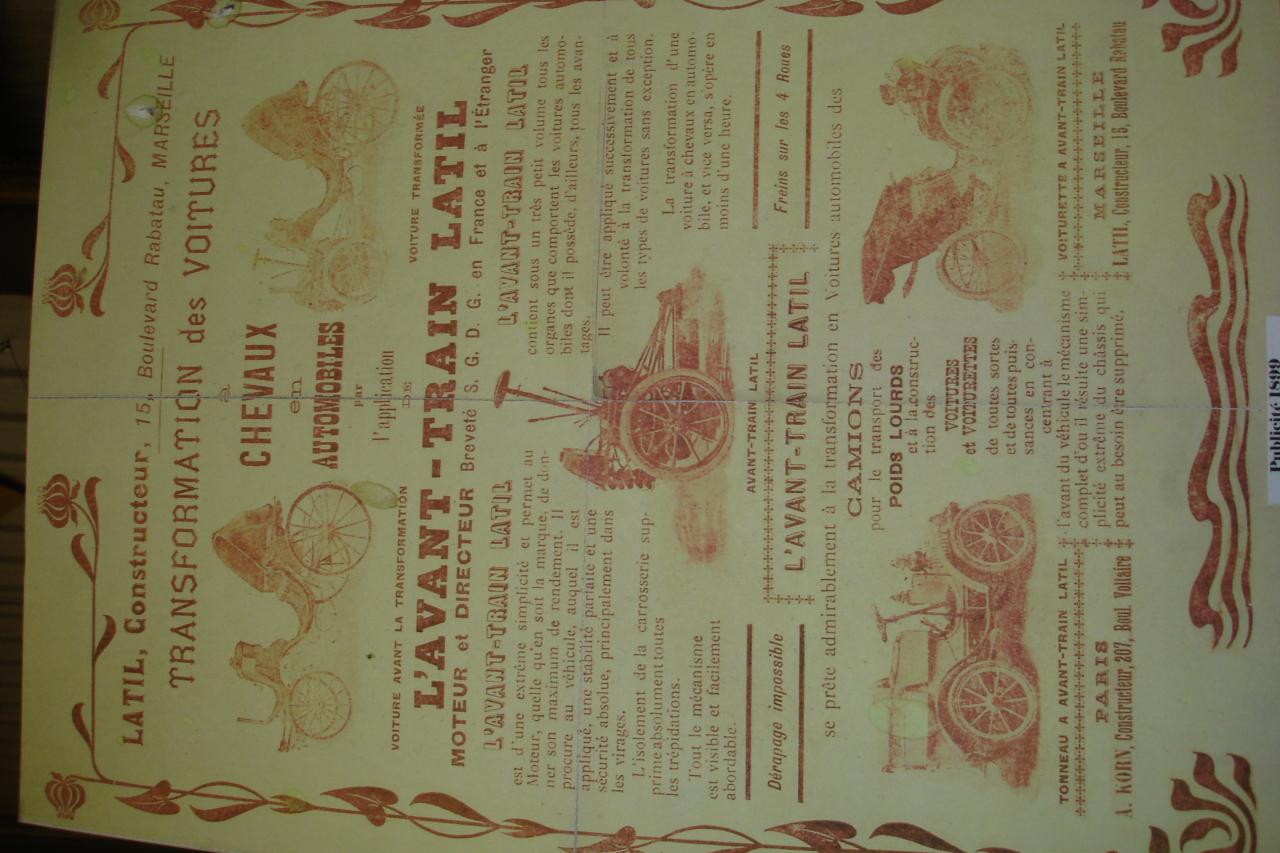 LATIL, Constructeur, 15, Boulevard Rabatau, MARSEILLE
TRANSFORMATION des VOITURES
à
CHEVAUX
en
AUTOMOBILES
par
l'application
DE
VOITURE AVANT LA TRANSFORMATION
VOITURE TRANSFORMÉE
L'AVANT-TRAIN LATIL
MOTEUR et DIRECTEUR Breveté S. G. D. G. en France et à l'Étranger
L'AVANT-TRAIN LATIL
est d'une extrême simplicité et permet au
Moteur, quelle qu'en soit la marque, de don-
ner son maximum de rendement. Il
procure au véhicule, auquel il est
appliqué, une stabilité parfaite et une
sécurité absolue, principalement dans
les virages.
L'isolement de la carrosserie sup-
prime absolument toutes
les trépidations.
Tout le mécanisme
est visible et facilement
abordable.
L'AVANT-TRAIN LATIL
contient sous un très petit volume tous les
organes que comportent les voitures automo-
biles dont il possède, d'ailleurs, tous les avan-
tages.
Il peut être appliqué successivement et à
volonté à la transformation de tous
les types de voitures sans exception.
La transformation d'une
voiture à chevaux en automo-
bile, et vice versa, s'opère en
moins d'une heure.
AVANT-TRAIN LATIL
Dérapage impossible
L'AVANT-TRAIN LATIL
Freins sur les 4 Roues
se prête admirablement à la transformation en Voitures automobiles des
CAMIONS
pour le transport des
POIDS LOURDS
et à la construc-
tion des
VOITURES
et VOITURETTES
de toutes sortes
et de toutes puis-
sances en con-
centrant à
l'avant du véhicule le mécanisme
complet d'ou il résulte une sim-
plicité extrême du châssis qui
peut au besoin être supprimé.
TONNEAU A AVANT-TRAIN LATIL
PARIS
A. KORN, Constructeur, 207, Boul. Voltaire
VOITURETTE A AVANT-TRAIN LATIL
MARSEILLE
LATIL, Constructeur, 15, Boulevard Rabatau
Publicité 1899